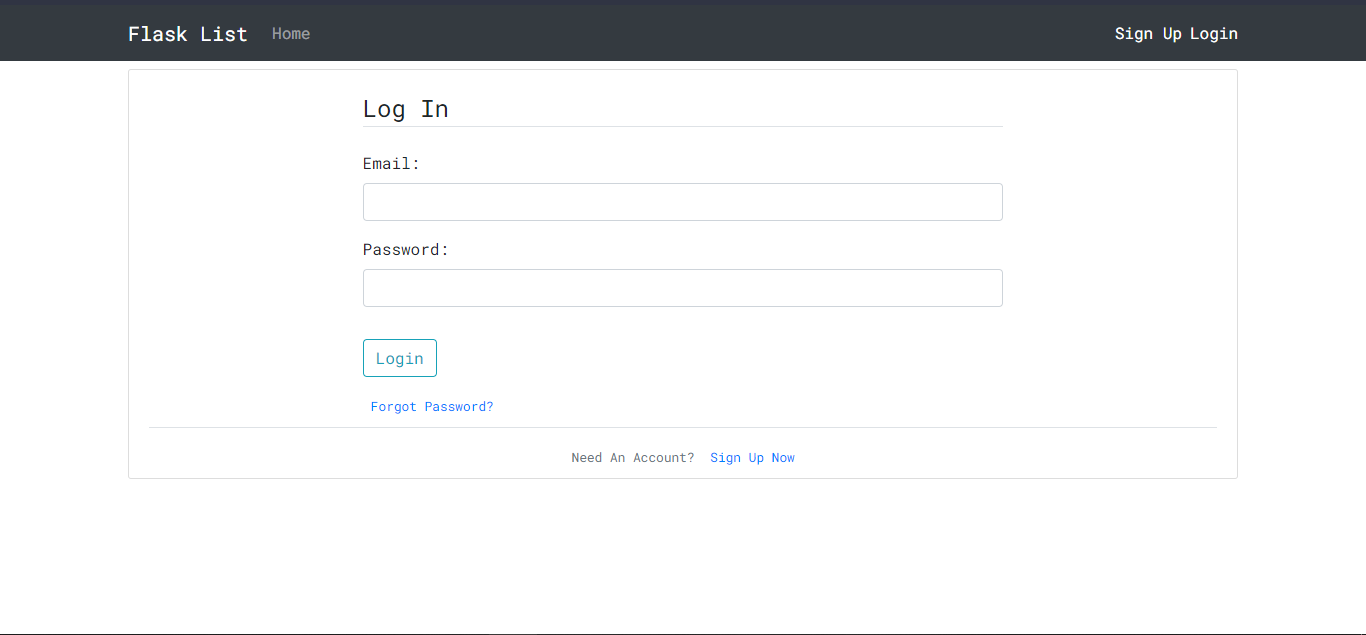 Flask List Home Sign Up Login
Log In
Email:
Password:
Login
Forgot Password?
Need An Account? Sign Up Now